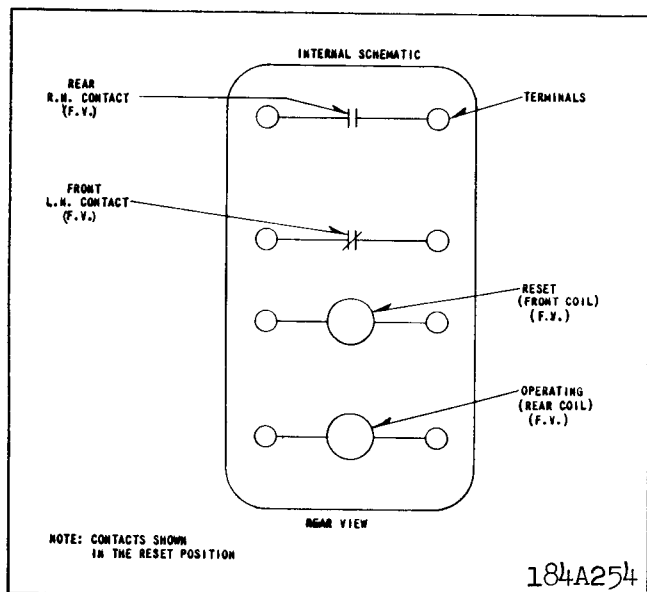 INTERNAL SCHEMATIC
REAR
R.H. CONTACT
(F.V.)
TERMINALS
FRONT
L.H. CONTACT
(F.V.)
RESET
(FRONT COIL)
(F.V.)
OPERATING
(REAR COIL)
(F.V.)
REAR VIEW
NOTE: CONTACTS SHOWN
IN THE RESET POSITION
184A254